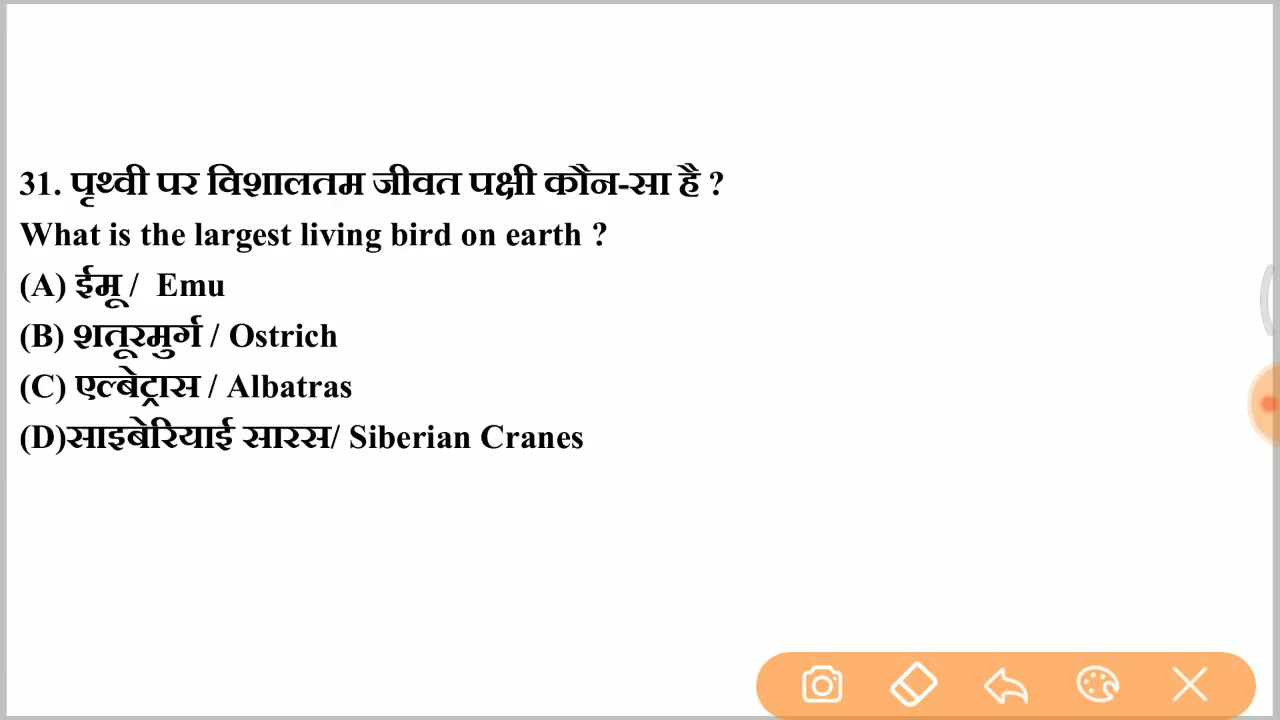 31. पृथ्वी पर विशालतम जीवत पक्षी कौन-सा है ?
What is the largest living bird on earth ?
(A) ईमू / Emu
(B) शतूरमुर्ग / Ostrich
(C) एल्बेट्रास / Albatras
(D)साइबेरियाई सारस/ Siberian Cranes